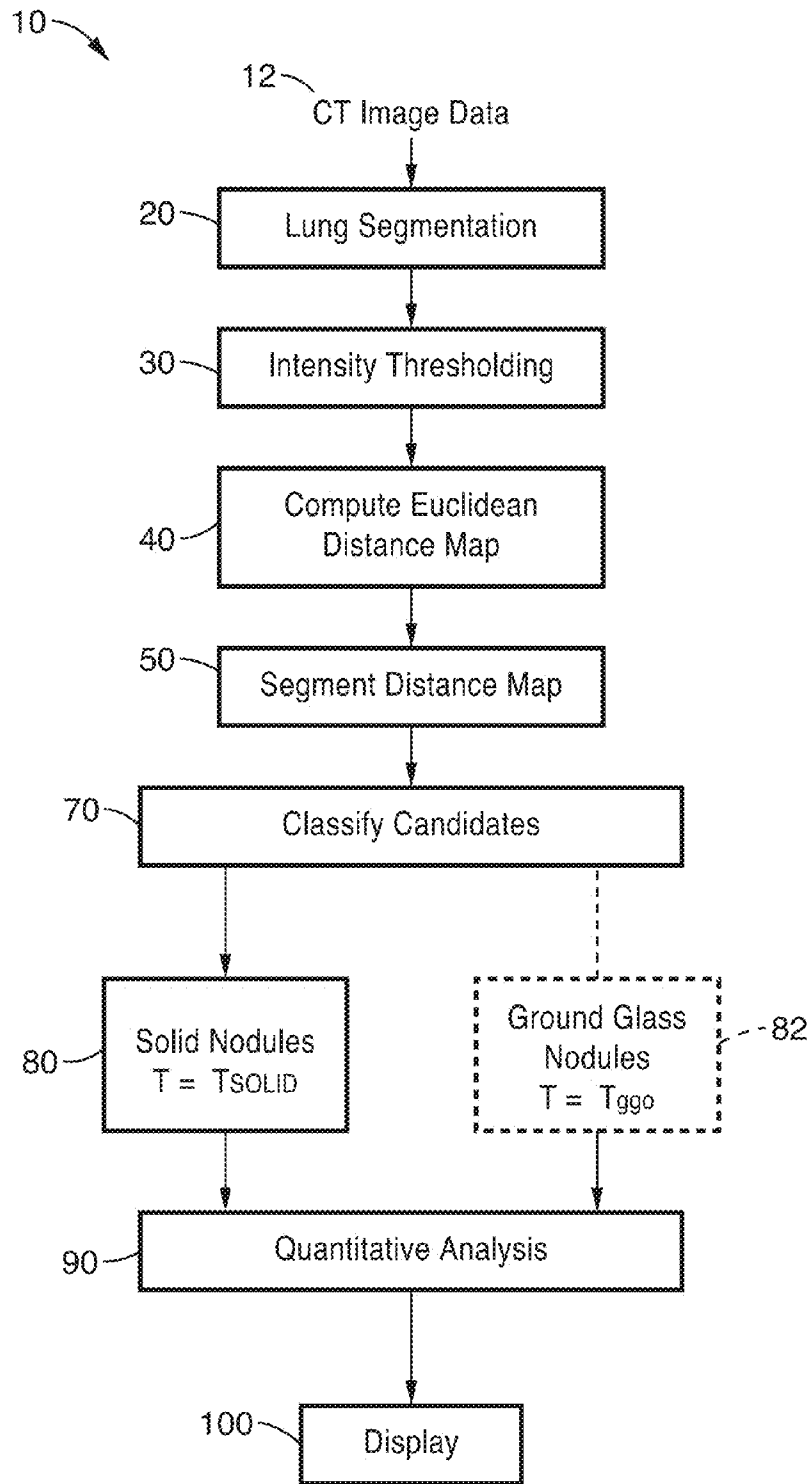 10
12
CT Image Data
20
Lung Segmentation
30
Intensity Thresholding
40
Compute Euclidean
Distance Map
50
Segment Distance Map
70
Classify Candidates
80
Solid Nodules
T = TSOLID
Ground Glass
Nodules
T = Tggo
82
90
Quantitative Analysis
100
Display